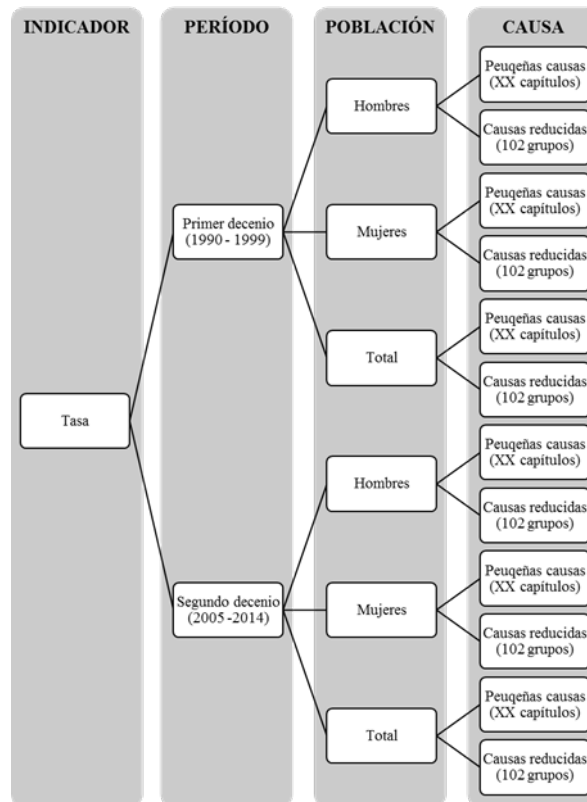 INDICADOR
PERÍODO
POBLACIÓN
CAUSA
Tasa
Primer decenio
(1990 - 1999)
Hombres
Peuqeñas causas
(XX capítulos)
Causas reducidas
(102 grupos)
Mujeres
Peuqeñas causas
(XX capítulos)
Causas reducidas
(102 grupos)
Total
Peuqeñas causas
(XX capítulos)
Causas reducidas
(102 grupos)
Segundo decenio
(2005 -2014)
Hombres
Peuqeñas causas
(XX capítulos)
Causas reducidas
(102 grupos)
Mujeres
Peuqeñas causas
(XX capítulos)
Causas reducidas
(102 grupos)
Total
Peuqeñas causas
(XX capítulos)
Causas reducidas
(102 grupos)